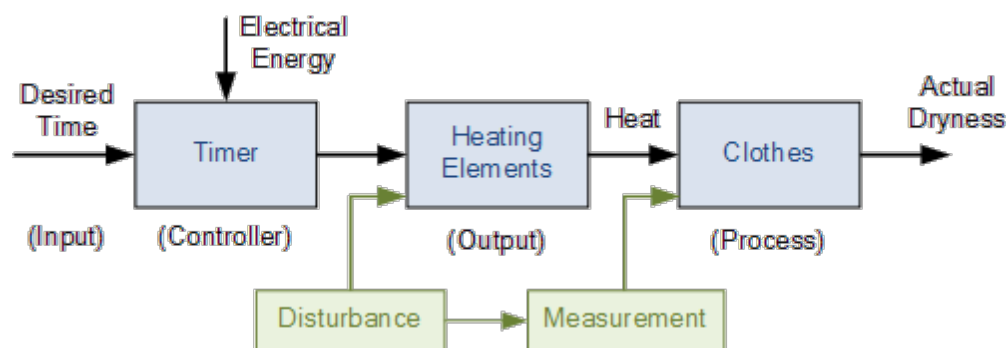 Electrical
Energy
Desired
Time
Timer
Heating
Elements
Heat
Clothes
Actual
Dryness
(Input)
(Controller)
(Output)
(Process)
Disturbance
Measurement